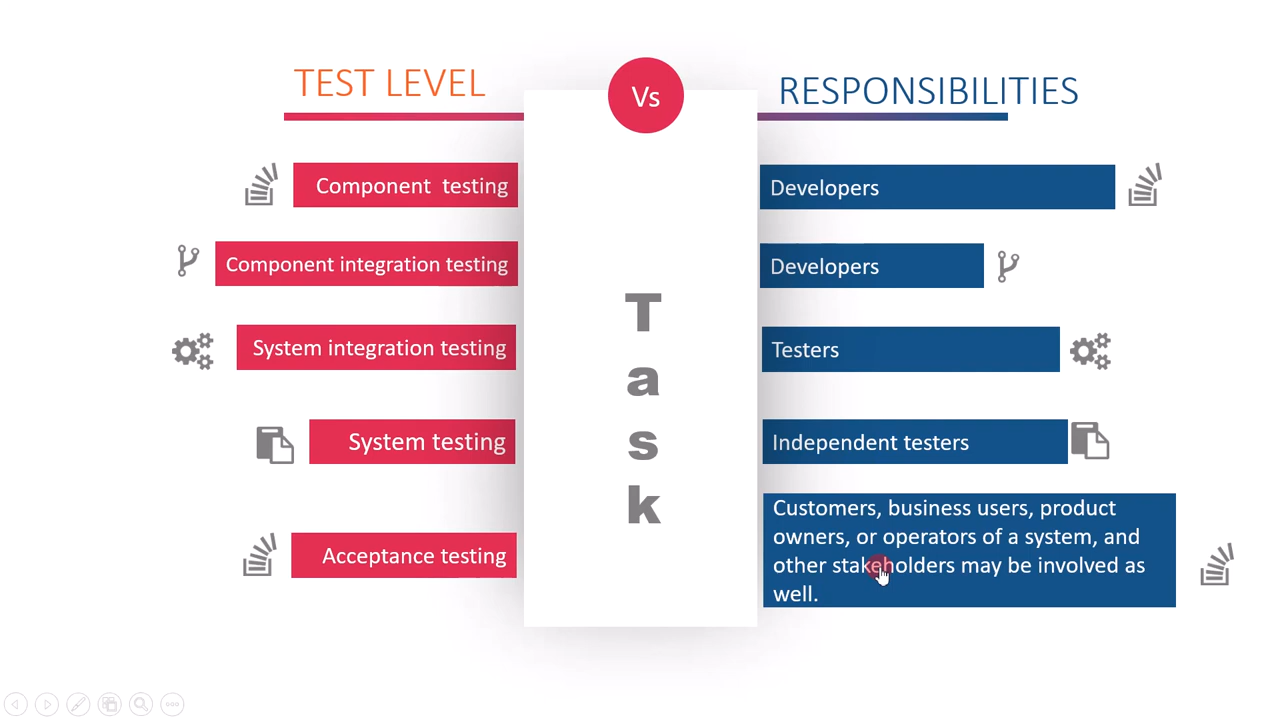 TEST LEVEL
Vs
RESPONSIBILITIES
Component testing
Developers
Component integration testing
Developers
System integration testing
Testers
System testing
Independent testers
Acceptance testing
Customers, business users, product
owners, or operators of a system, and
other stakeholders may be involved as
well.
T
a
s
k